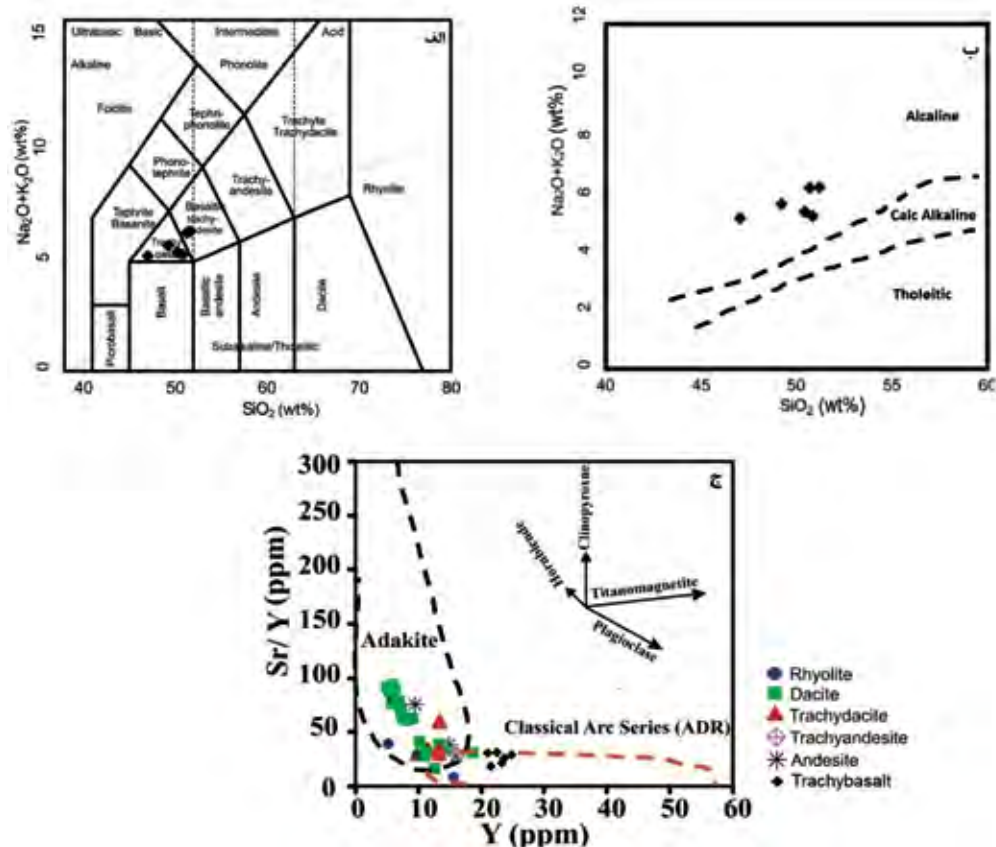 15
10
5
0
Na₂O+K₂O (wt%)
Ultrabasic
Basic
Intermediate
Acid
Alkaline
Phonolite
Foidite
Tephri-
phonolite
Trachyte
Trachydacite
Phono-
tephrite
Trachy-
andesite
Rhyolite
Tephrite
Basanite
Basaltic
trachy-
andesite
Basalt
Basaltic
andesite
Andesite
Dacite
Picrobasalt
Subalkaline/Tholeiitic
40
50
60
70
80
SiO₂ (wt%)
12
10
8
6
4
2
0
Na₂O+K₂O (wt%)
Alcaline
Calc Alkaline
Tholeitic
40
45
50
55
60
SiO₂ (wt%)
300
250
200
150
100
50
0
Sr/Y (ppm)
Adakite
Clinopyroxne
Hornblende
Titanomagnetite
Plagioclase
Classical Arc Series (ADR)
0
10
20
30
40
50
60
Y (ppm)
Rhyolite
Dacite
Trachydacite
Trachyandesite
Andesite
Trachybasalt